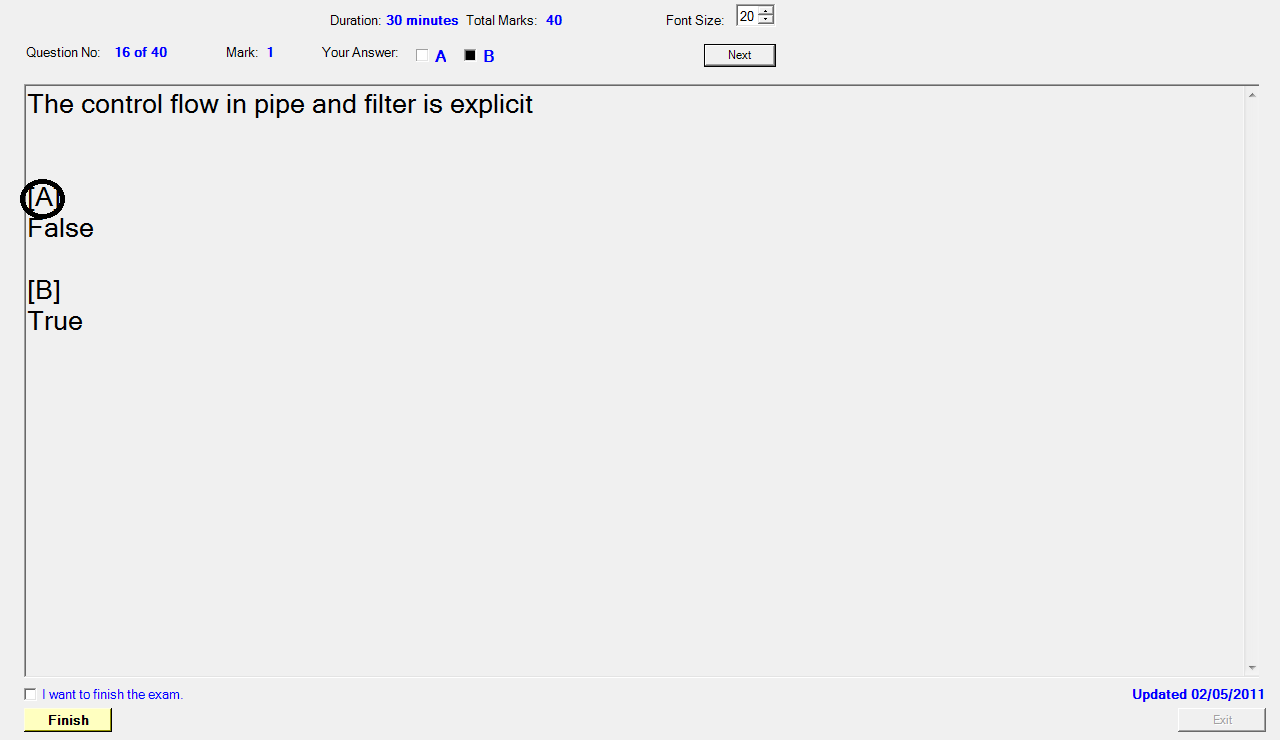 Duration: 30 minutes Total Marks: 40 Font Size: 20
Question No: 16 of 40 Mark: 1 Your Answer: A B Next
The control flow in pipe and filter is explicit
[A]
False
[B]
True
I want to finish the exam. Updated 02/05/2011
Finish Exit